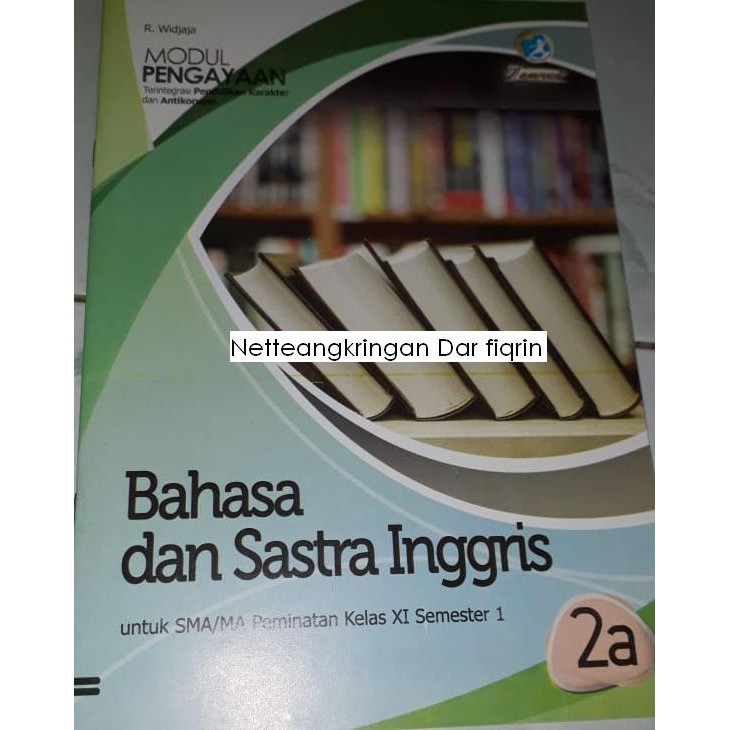 R. Widjaja
MODUL
PENGAYAAN
Terintegrasi Pendidikan Karakter
dan Antikorupsi
Netteangkringan Dar fiqrin
Bahasa
dan Sastra Inggris
untuk SMA/MA Peminatan Kelas XI Semester 1
2a